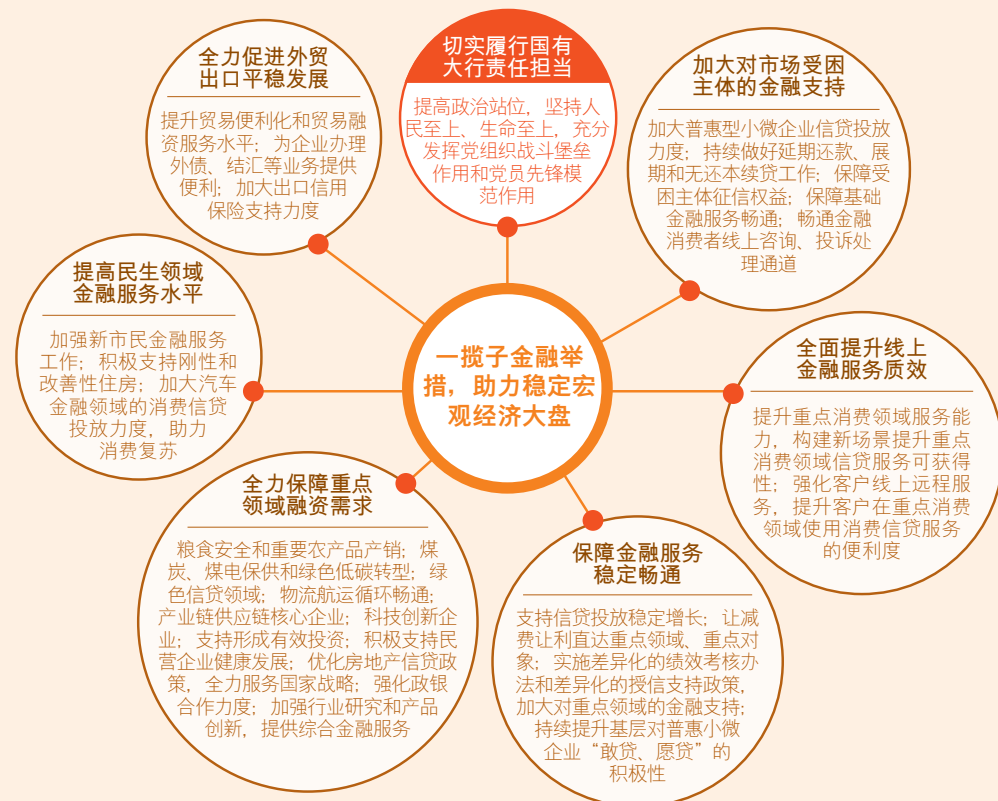 切实履行国有
大行责任担当
提高政治站位，坚持人
民至上、生命至上，充分
发挥党组织战斗堡垒
作用和党员先锋模
范作用
全力促进外贸
出口平稳发展
提升贸易便利化和贸易融
资服务水平；为企业办理
外债、结汇等业务提供
便利；加大出口信用
保险支持力度
加大对市场受困
主体的金融支持
加大普惠型小微企业信贷投放
力度；持续做好延期还款、展
期和无还本续贷工作；保障受
困主体征信权益；保障基础
金融服务畅通；畅通金融
消费者线上咨询、投诉处
理通道
提高民生领域
金融服务水平
加强新市民金融服务
工作；积极支持刚性和
改善性住房；加大汽车
金融领域的消费信贷
投放力度，助力
消费复苏
一揽子金融举
措，助力稳定宏
观经济大盘
全面提升线上
金融服务质效
提升重点消费领域服务能
力，构建新场景提升重点
消费领域信贷服务可获得
性；强化客户线上远程服
务，提升客户在重点消费
领域使用消费信贷服务
的便利度
全力保障重点
领域融资需求
粮食安全和重要农产品产销；煤
炭、煤电保供和绿色低碳转型；绿
色信贷领域；物流航运循环畅通；
产业链供应链核心企业；科技创新企
业；支持形成有效投资；积极支持民
营企业健康发展；优化房地产信贷政
策，全力服务国家战略；强化政银
合作力度；加强行业研究和产品
创新，提供综合金融服务
保障金融服务
稳定畅通
支持信贷投放稳定增长；让减
费让利直达重点领域、重点对
象；实施差异化的绩效考核办
法和差异化的授信支持政策，
加大对重点领域的金融支持；
持续提升基层对普惠小微
企业“敢贷、愿贷”的
积极性